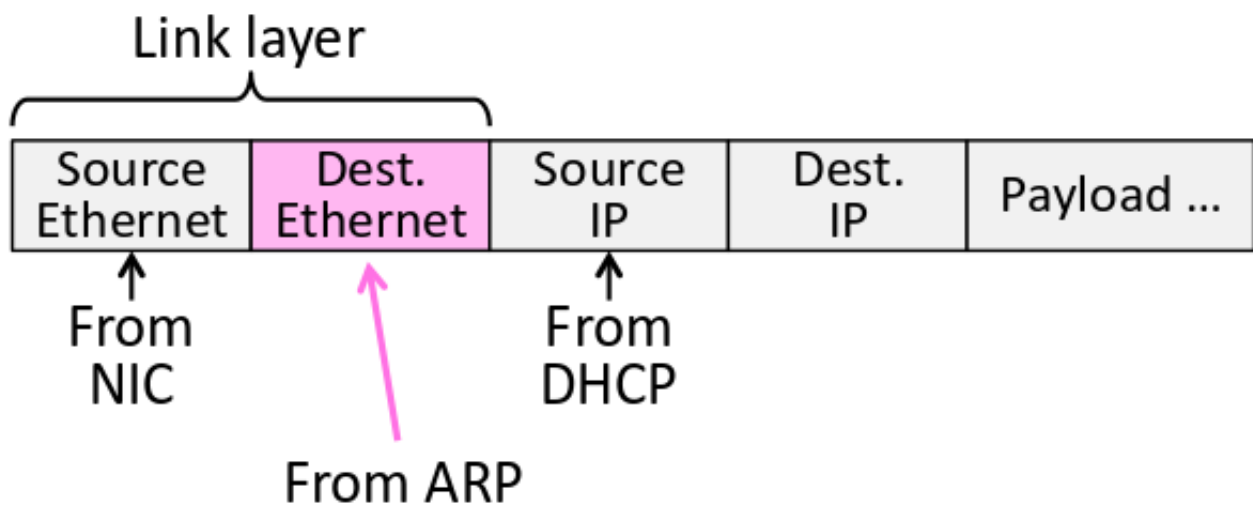 Link layer
Source
Ethernet
Dest.
Ethernet
Source
IP
Dest.
IP
Payload ...
From
NIC
From
DHCP
From ARP